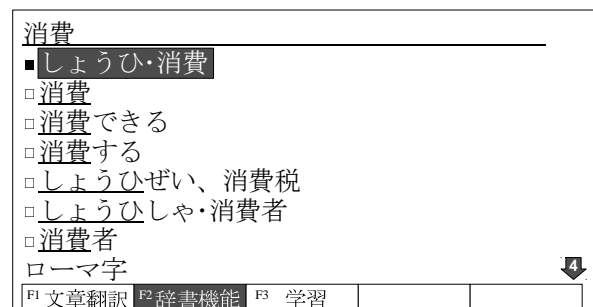 消費
■しょうひ・消費
□消費
□消費できる
□消費する
□しょうひぜい、消費税
□しょうひしゃ・消費者
□消費者
ローマ字 4
F1 文章翻訳 F2 辞書機能 F3 学習